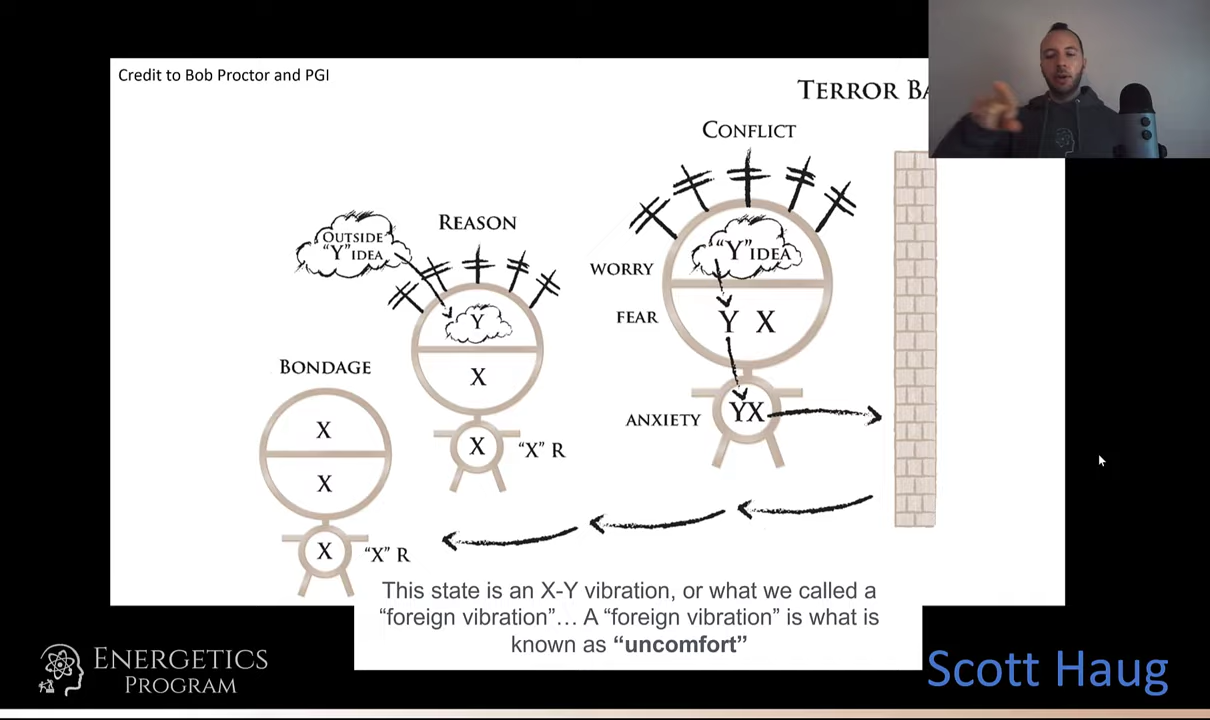 Credit to Bob Proctor and PGI
TERROR
CONFLICT
REASON
OUTSIDE
“Y” IDEA
“Y” IDEA
WORRY
Y
FEAR
Y X
BONDAGE
X
YX
ANXIETY
X
X
“X” R
X
X
“X” R
This state is an X-Y vibration, or what we called a
“foreign vibration”... A “foreign vibration” is what is
known as “uncomfort”
ENERGETICS
PROGRAM
Scott Haug